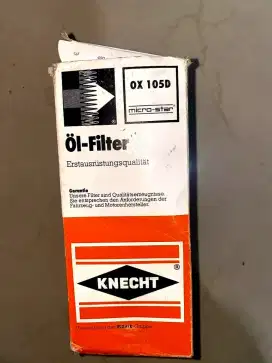 OX 105D
micro-star
®
Öl-Filter
Erstausrüstungsqualität
Garantie
Unsere Filter sind Qualitätserzeugnisse.
Sie entsprechen den Anforderungen der
Fahrzeug- und Motorenhersteller.
®
KNECHT